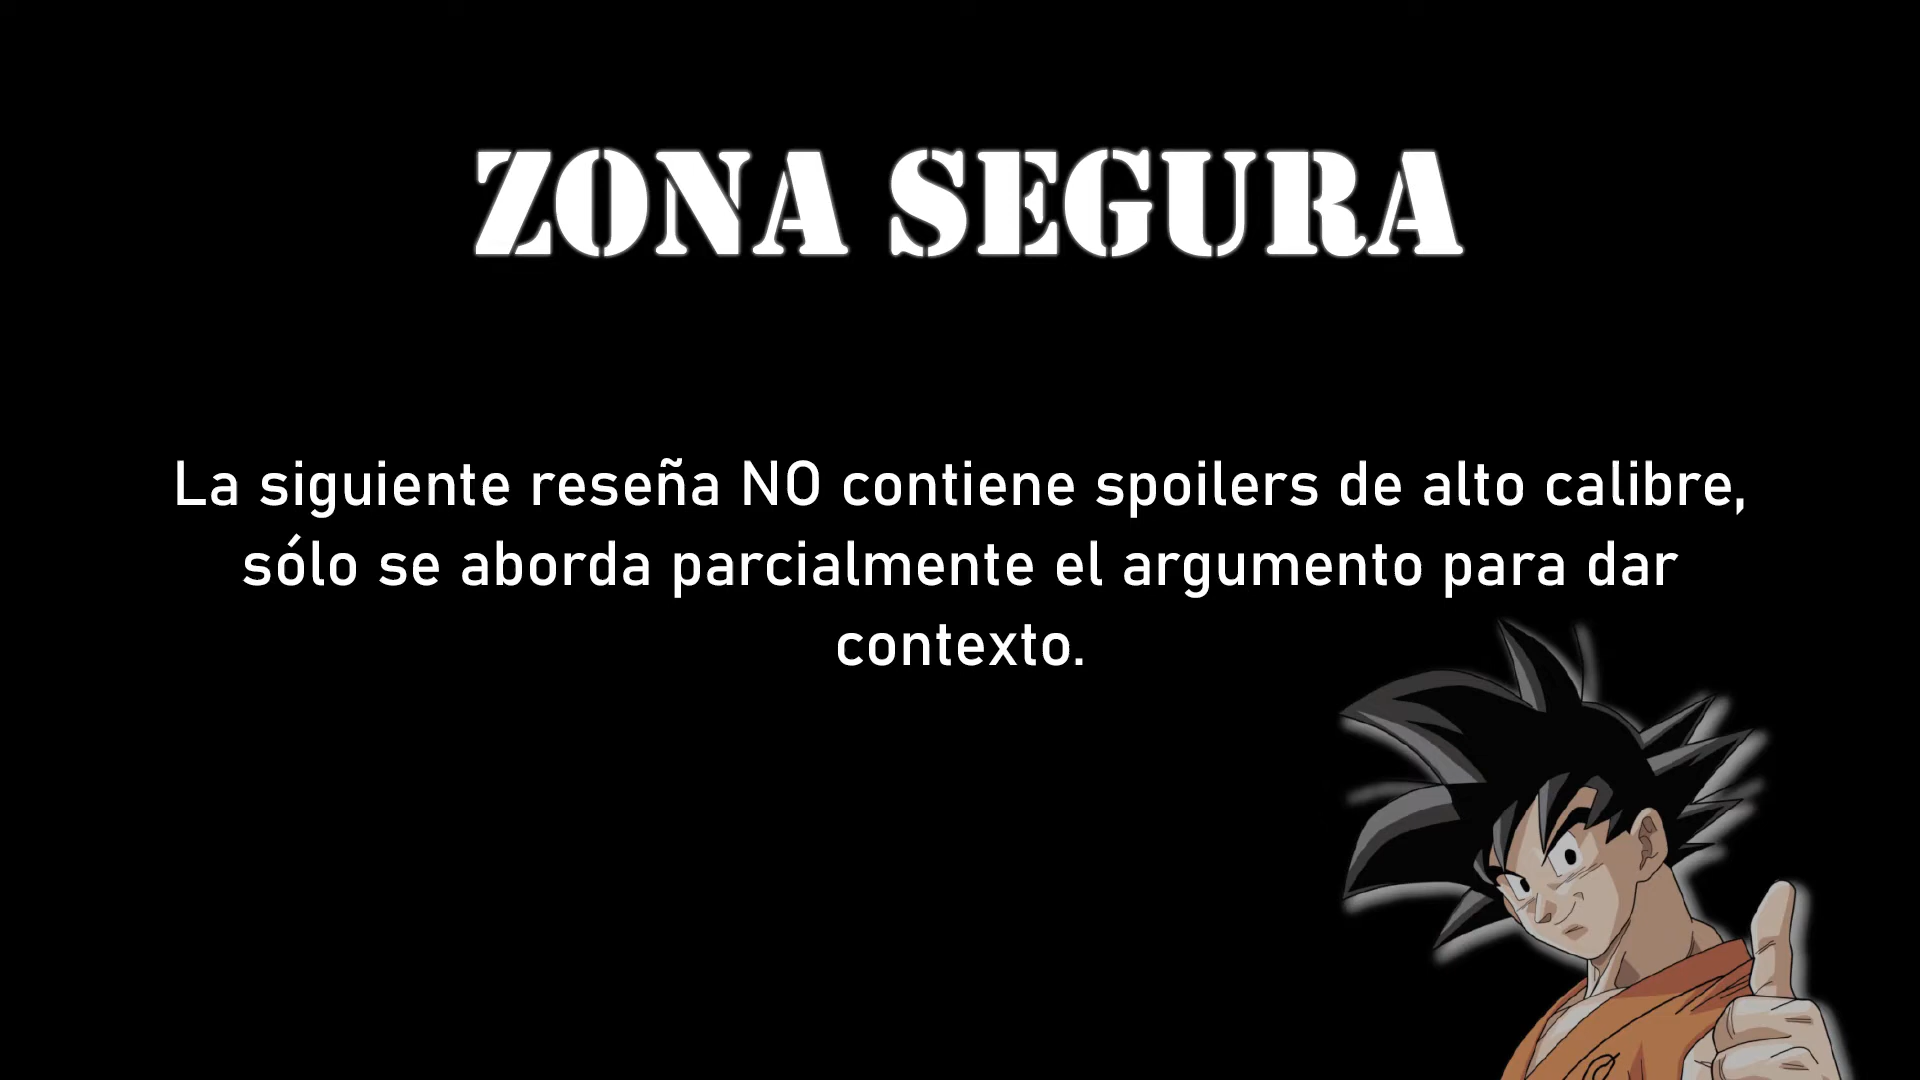 ZONA SEGURA
La siguiente reseña NO contiene spoilers de alto calibre,
sólo se aborda parcialmente el argumento para dar
contexto.